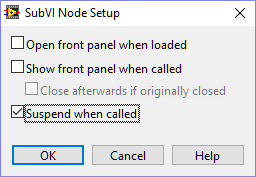 SubVI Node Setup
Open front panel when loaded
Show front panel when called
Close afterwards if originally closed
Suspend when called
OK
Cancel
Help